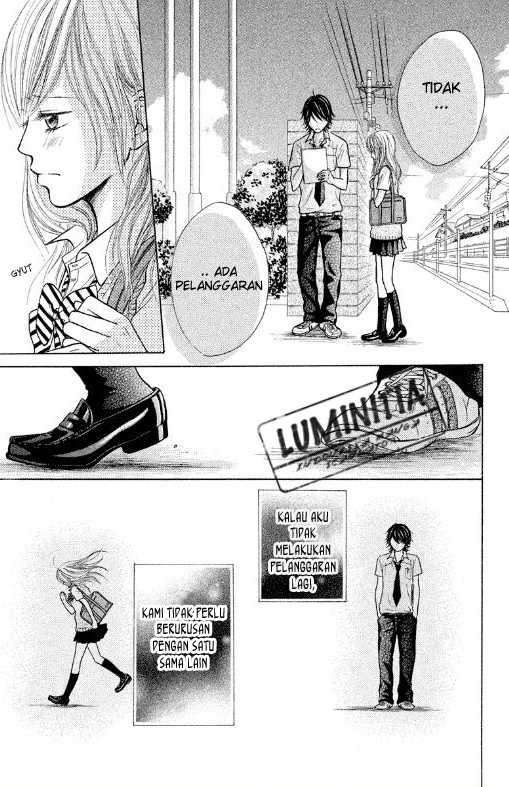 TIDAK
...
.. ADA
PELANGGARAN
GYUT
LUMINITIA
KALAU AKU
TIDAK
MELAKUKAN
PELANGGARAN
LAGI,
KAMI TIDAK PERLU
BERURUSAN
DENGAN SATU
SAMA LAIN